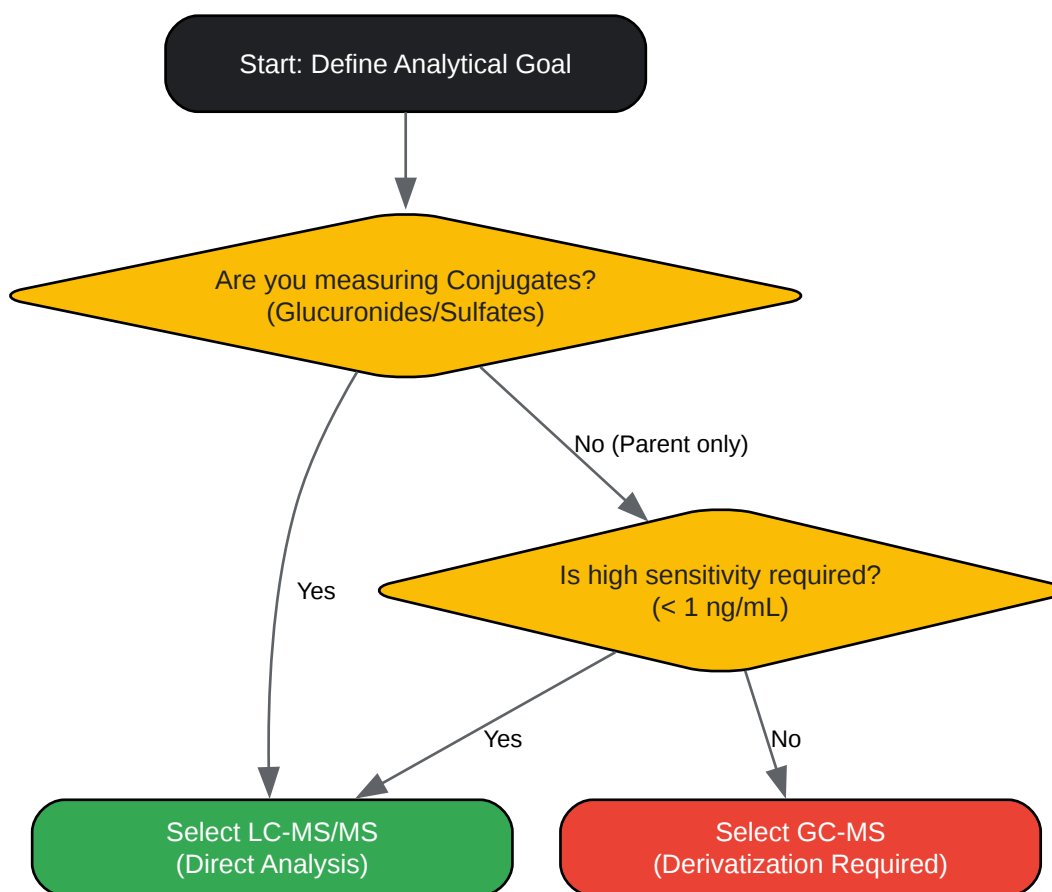 Start: Define Analytical Goal
Are you measuring Conjugates?
(Glucuronides/Sulfates)
No (Parent only)
Is high sensitivity required?
(< 1 ng/mL)
Yes
Yes
No
Select LC-MS/MS
(Direct Analysis)
Select GC-MS
(Derivatization Required)